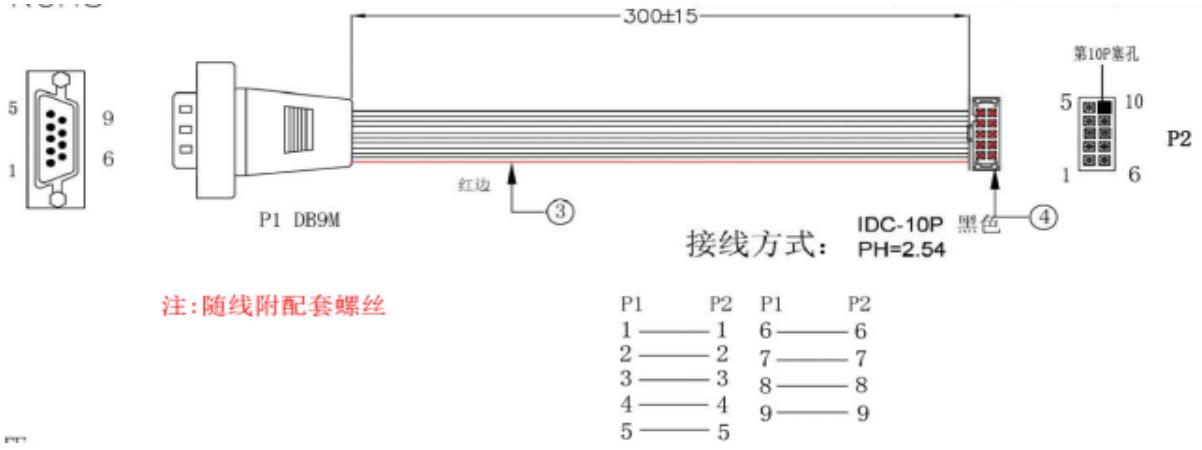 300±15
第10P塞孔
5 9
1 6
5 10
1 6
P2
红边
③
P1 DB9M
④
IDC-10P 黑色
PH=2.54
接线方式：
注:随线附配套螺丝
P1 P2 P1 P2
1 1 6 6
2 2 7 7
3 3 8 8
4 4 9 9
5 5